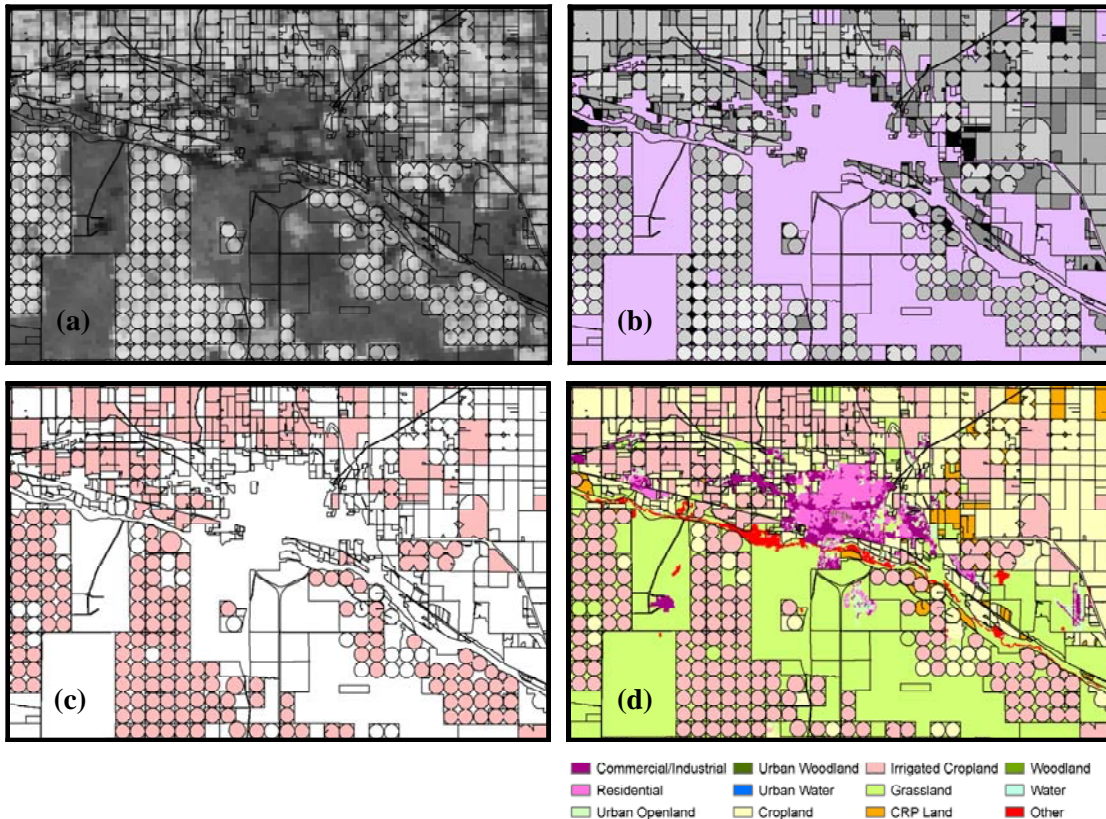 (a)
(b)
(c)
(d)
Commercial/Industrial Urban Woodland Irrigated Cropland Woodland
Residential Urban Water Grassland Water
Urban Openland Cropland CRP Land Other